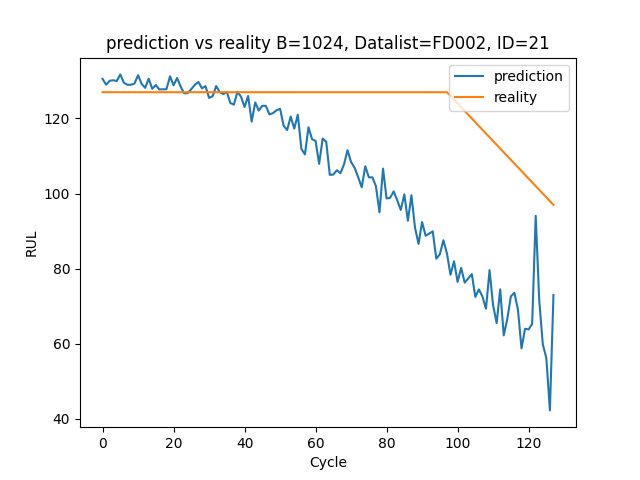 prediction vs reality B=1024, Datalist=FD002, ID=21
prediction
reality
120
100
80
60
40
RUL
0 20 40 60 80 100 120
Cycle